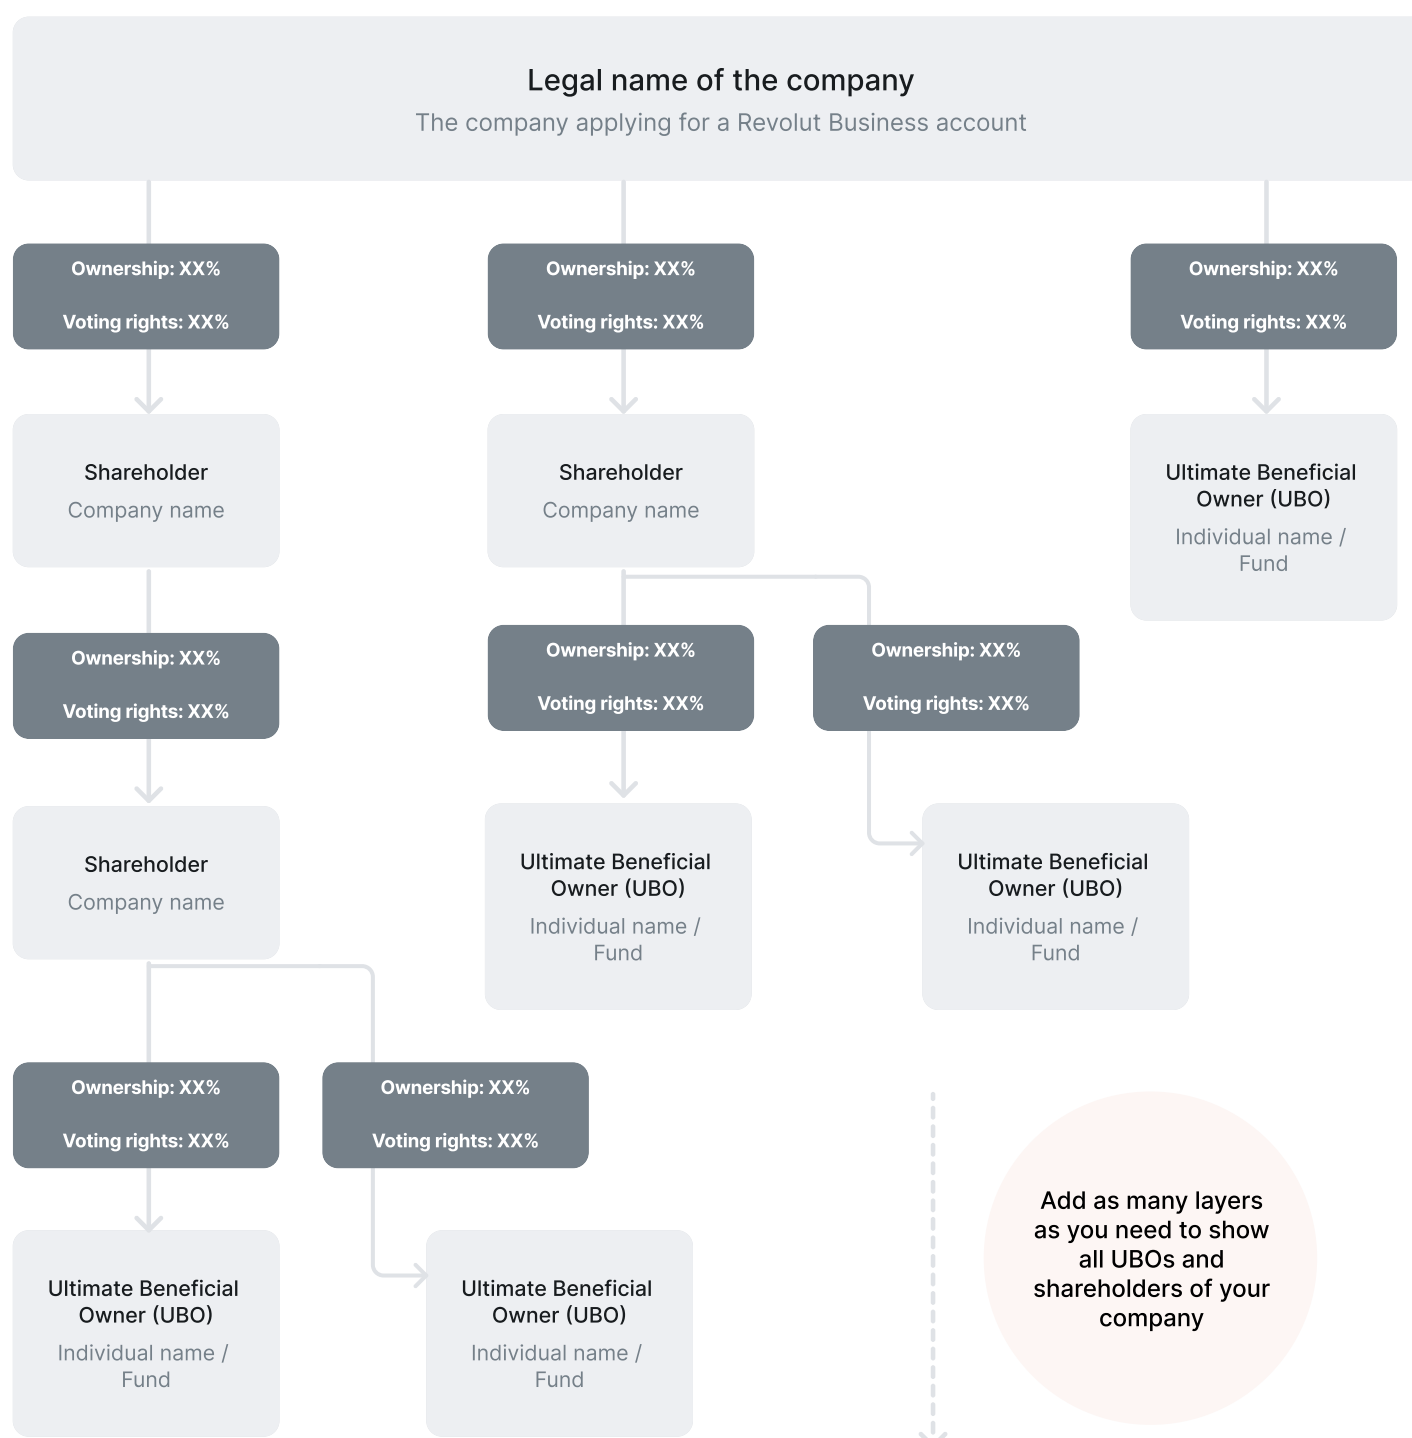 Legal name of the company
The company applying for a Revolut Business account
Ownership: XX%
Voting rights: XX%
Ownership: XX%
Voting rights: XX%
Ownership: XX%
Voting rights: XX%
Shareholder
Company name
Shareholder
Company name
Ultimate Beneficial
Owner (UBO)
Individual name /
Fund
Ownership: XX%
Voting rights: XX%
Ownership: XX%
Voting rights: XX%
Ownership: XX%
Voting rights: XX%
Shareholder
Company name
Ultimate Beneficial
Owner (UBO)
Individual name /
Fund
Ultimate Beneficial
Owner (UBO)
Individual name /
Fund
Ownership: XX%
Voting rights: XX%
Ownership: XX%
Voting rights: XX%
Add as many layers
as you need to show
all UBOs and
shareholders of your
company
Ultimate Beneficial
Owner (UBO)
Individual name /
Fund
Ultimate Beneficial
Owner (UBO)
Individual name /
Fund